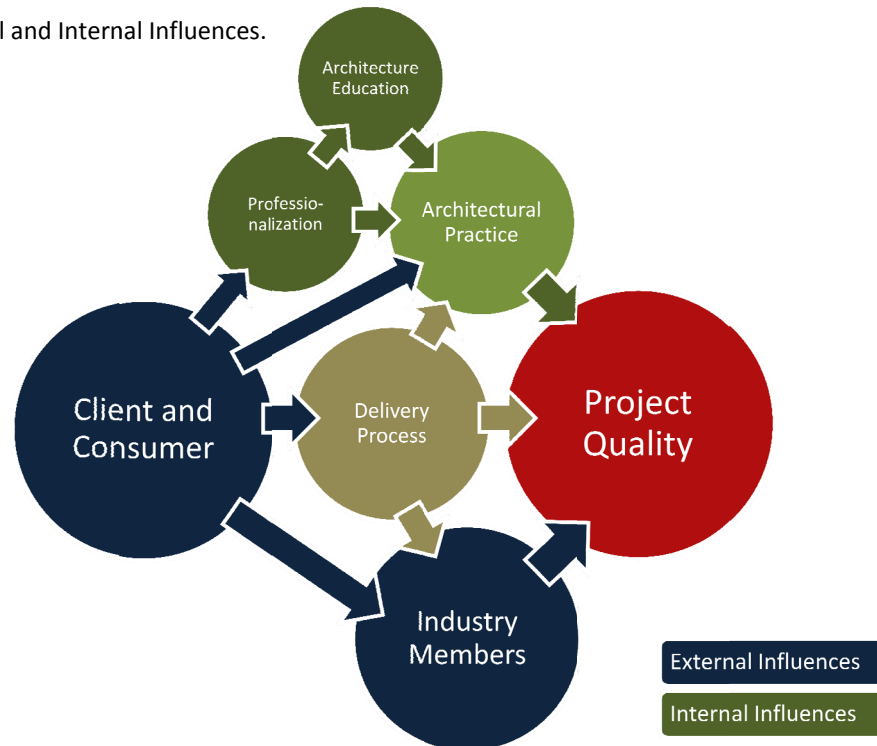 l and Internal Influences.
Architecture
Education
Professio-
nalization
Architectural
Practice
Client and
Consumer
Delivery
Process
Project
Quality
Industry
Members
External Influences
Internal Influences